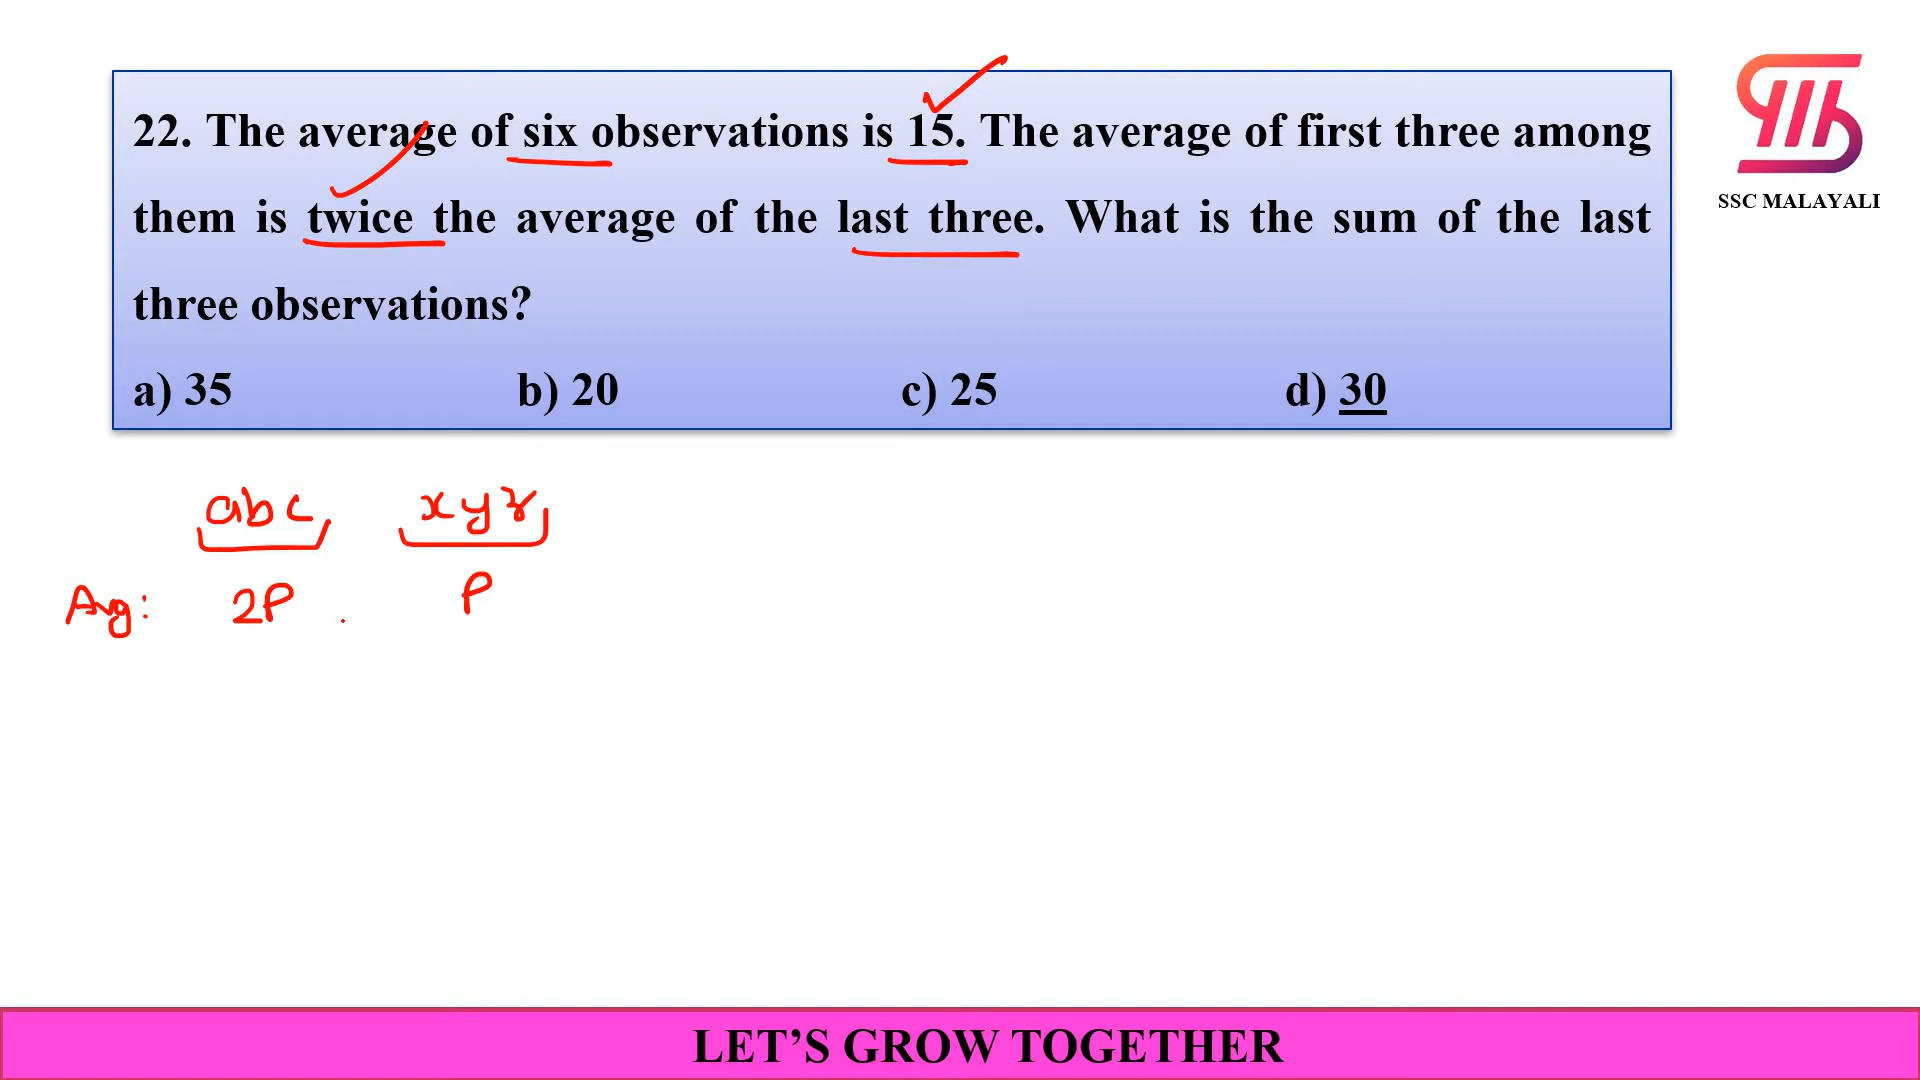 22. The average of six observations is 15. The average of first three among
them is twice the average of the last three. What is the sum of the last
three observations?
a) 35 b) 20 c) 25 d) 30
SSC MALAYALI
abc xyz
Avg: 2P P
LET’S GROW TOGETHER